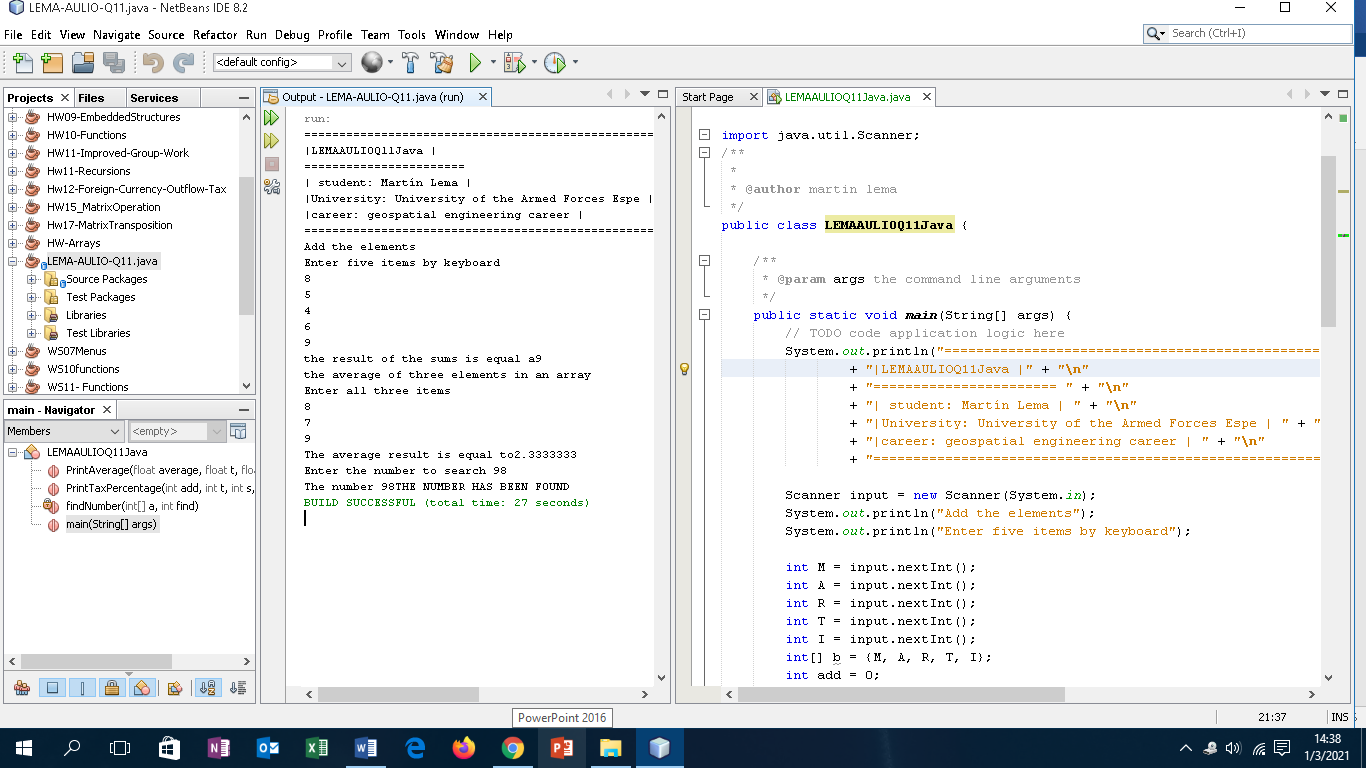 LEMA-AULIO-Q11.java - NetBeans IDE 8.2
File Edit View Navigate Source Refactor Run Debug Profile Team Tools Window Help
Search (Ctrl+I)
<default config>
Projects Files Services
HW09-EmbeddedStructures
HW10-Functions
HW11-Improved-Group-Work
Hw11-Recursions
Hw12-Foreign-Currency-Outflow-Tax
HW15_MatrixOperation
Hw17-MatrixTransposition
HW-Arrays
LEMA-AULIO-Q11.java
Source Packages
Test Packages
Libraries
Test Libraries
WS07Menus
WS10functions
WS11- Functions
main - Navigator
Members <empty>
LEMAAULIOQ11Java
PrintAverage(float average, float t, flo
PrintTaxPercentage(int add, int t, int s,
findNumber(int[] a, int find)
main(String[] args)
Output - LEMA-AULIO-Q11.java (run)
run:
============================================
|LEMAAULIOQ11Java |
====================
| student: Martín Lema |
|University: University of the Armed Forces Espe |
|career: geospatial engineering career |
============================================
Add the elements
Enter five items by keyboard
8
5
4
6
9
the result of the sums is equal a9
the average of three elements in an array
Enter all three items
8
7
9
The average result is equal to2.3333333
Enter the number to search 98
The number 98THE NUMBER HAS BEEN FOUND
BUILD SUCCESSFUL (total time: 27 seconds)
Start Page LEMAAULIOQ11Java.java
import java.util.Scanner;
/**
*
* @author martin lema
*/
public class LEMAAULIOQ11Java {
/**
* @param args the command line arguments
*/
public static void main(String[] args) {
// TODO code application logic here
System.out.println("===============================================
+ "|LEMAAULIOQ11Java |" + "\n"
+ "======================= " + "\n"
+ "| student: Martín Lema | " + "\n"
+ "|University: University of the Armed Forces Espe | " + "
+ "|career: geospatial engineering career | " + "\n"
+ "========================================================
Scanner input = new Scanner(System.in);
System.out.println("Add the elements");
System.out.println("Enter five items by keyboard");
int M = input.nextInt();
int A = input.nextInt();
int R = input.nextInt();
int T = input.nextInt();
int I = input.nextInt();
int[] b = {M, A, R, T, I};
int add = 0;
PowerPoint 2016
21:37 INS
14:38
1/3/2021